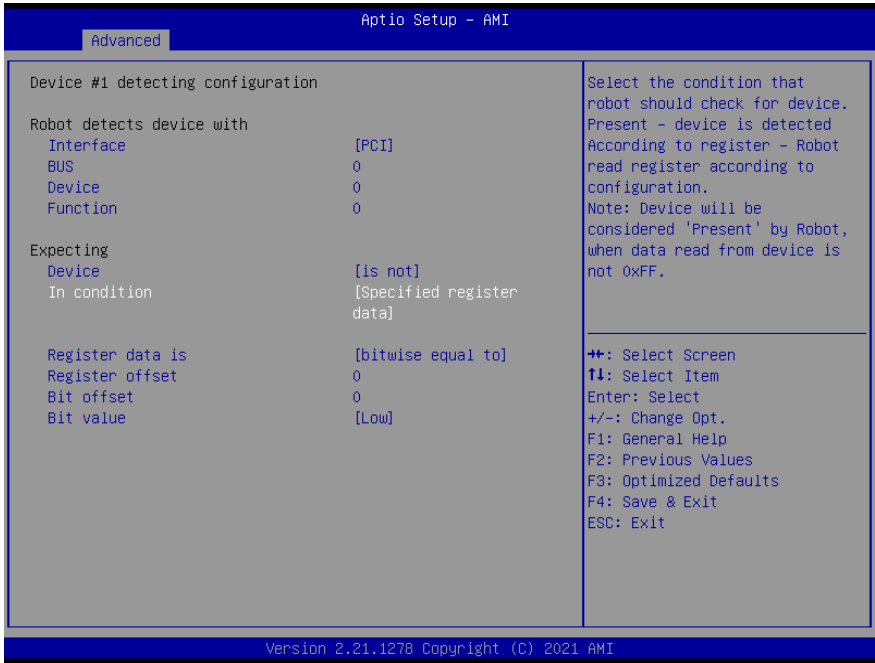 Aptio Setup – AMI
Advanced
Device #1 detecting configuration
Robot detects device with
Interface [PCI]
BUS 0
Device 0
Function 0
Expecting
Device [is not]
In condition [Specified register
data]
Register data is [bitwise equal to]
Register offset 0
Bit offset 0
Bit value [Low]
Select the condition that
robot should check for device.
Present – device is detected
According to register – Robot
read register according to
configuration.
Note: Device will be
considered 'Present' by Robot,
when data read from device is
not 0xFF.
→←: Select Screen
↑↓: Select Item
Enter: Select
+/-: Change Opt.
F1: General Help
F2: Previous Values
F3: Optimized Defaults
F4: Save & Exit
ESC: Exit
Version 2.21.1278 Copyright (C) 2021 AMI